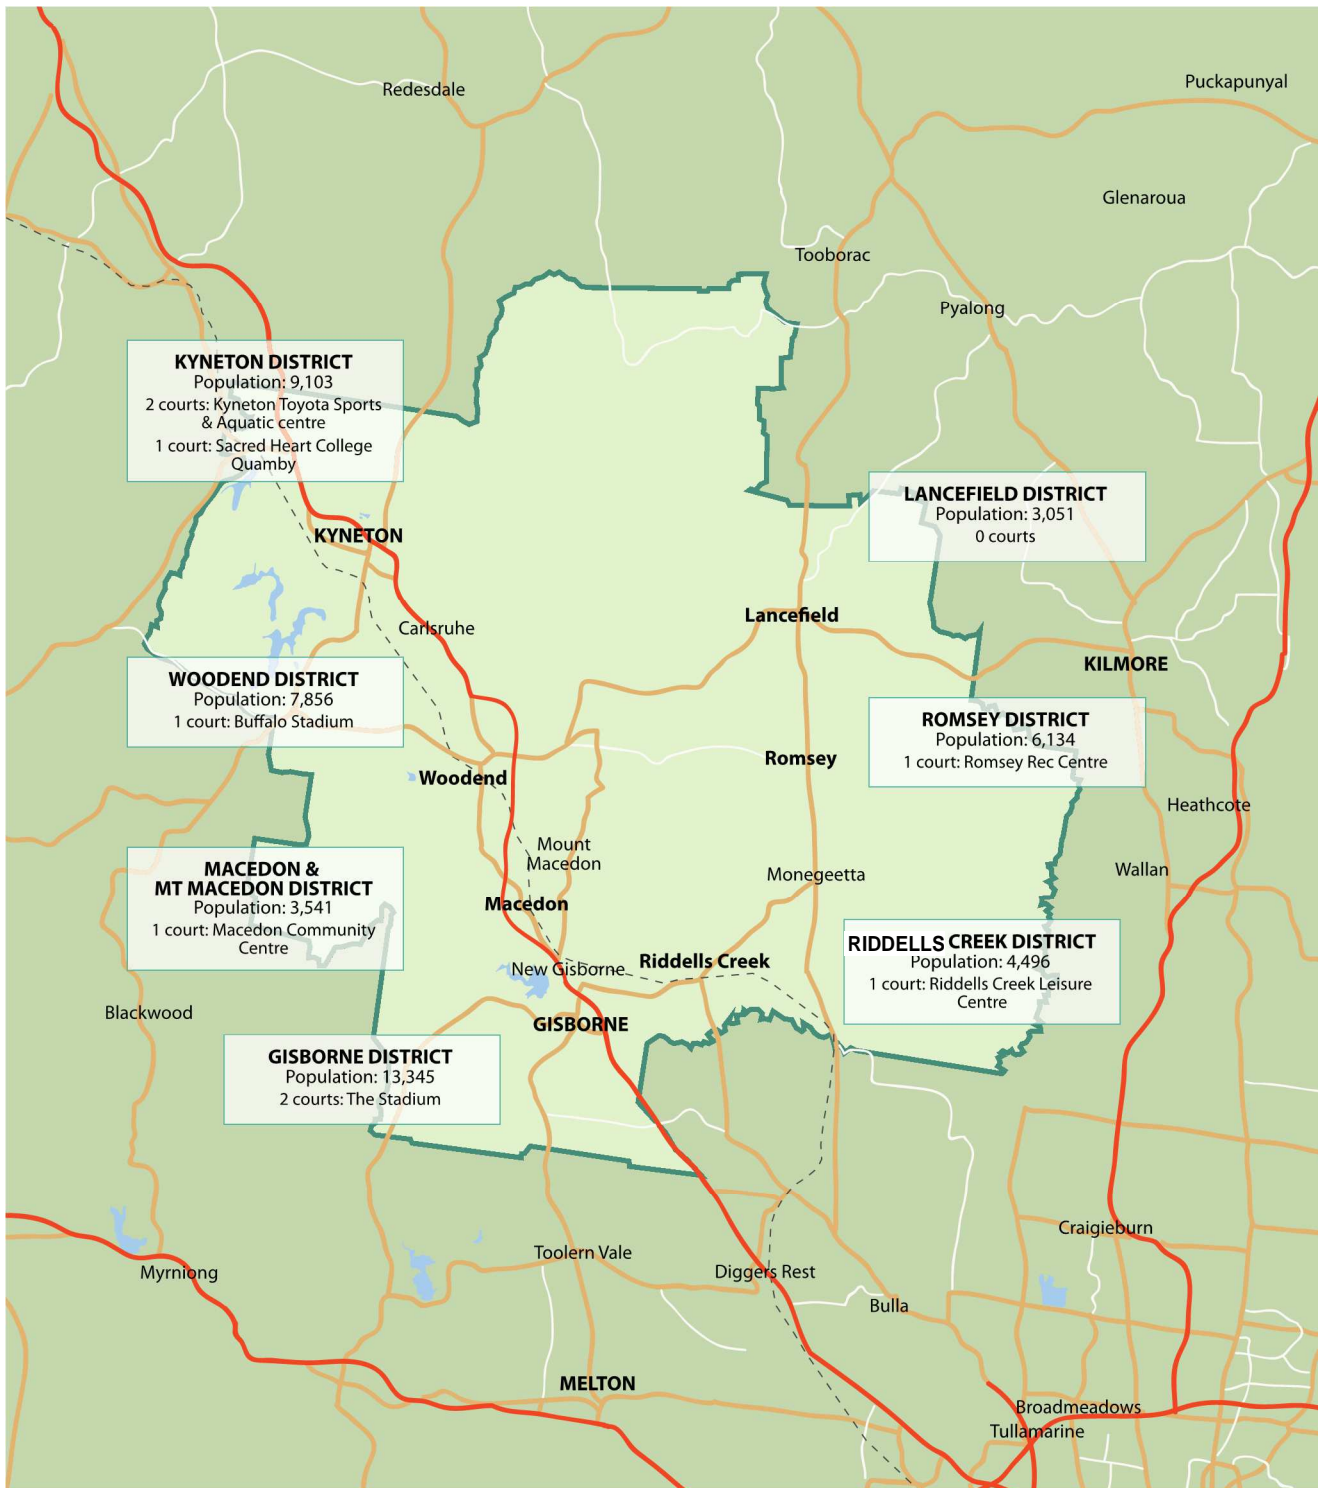 Redesdale
Puckapunyal
Glenaroua
Tooborac
Pyalong
KYNETON DISTRICT
Population: 9,103
2 courts: Kyneton Toyota Sports
& Aquatic centre
1 court: Sacred Heart College
Quamby
LANCEFIELD DISTRICT
Population: 3,051
0 courts
KYNETON
Lancefield
Carlsruhe
KILMORE
WOODEND DISTRICT
Population: 7,856
1 court: Buffalo Stadium
ROMSEY DISTRICT
Population: 6,134
1 court: Romsey Rec Centre
Romsey
Woodend
Heathcote
Mount
Macedon
Wallan
Monegeetta
MACEDON &
MT MACEDON DISTRICT
Population: 3,541
1 court: Macedon Community
Centre
Macedon
RIDDELLS CREEK DISTRICT
Population: 4,496
1 court: Riddells Creek Leisure
Centre
Riddells Creek
New Gisborne
Blackwood
GISBORNE
GISBORNE DISTRICT
Population: 13,345
2 courts: The Stadium
Craigieburn
Toolern Vale
Myrniong
Diggers Rest
Bulla
MELTON
Broadmeadows
Tullamarine